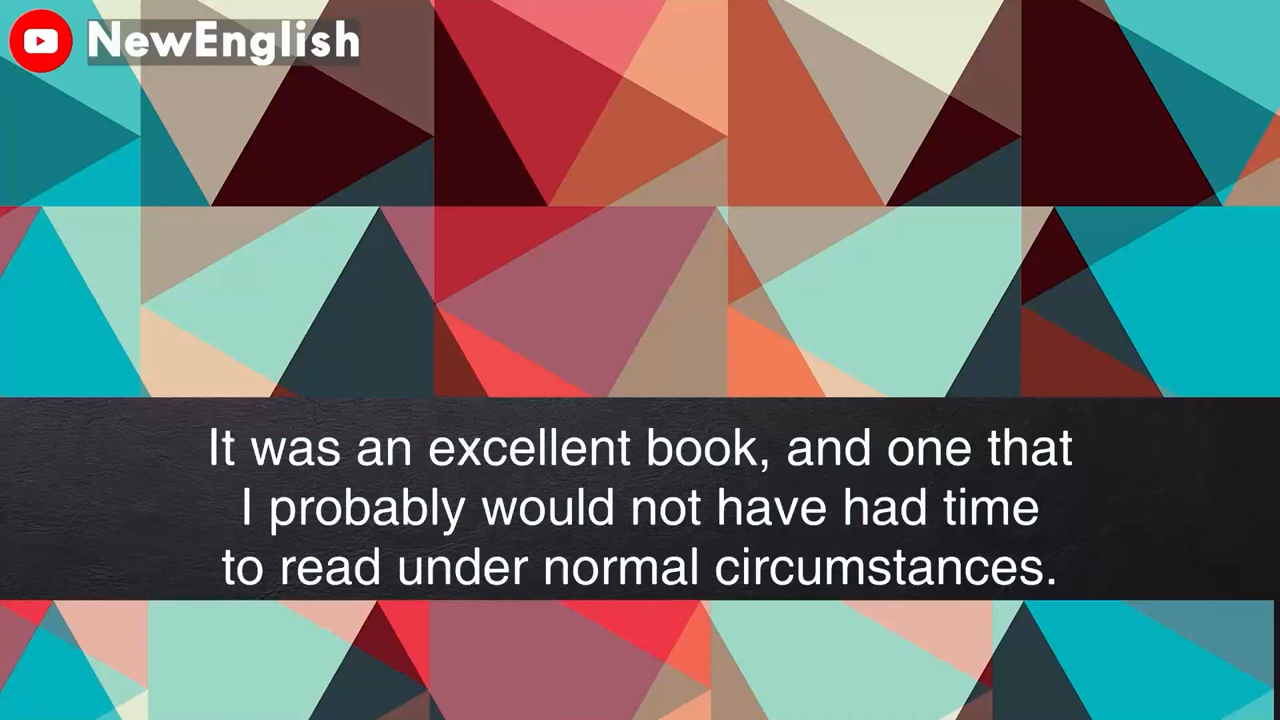 NewEnglish
It was an excellent book, and one that
I probably would not have had time
to read under normal circumstances.